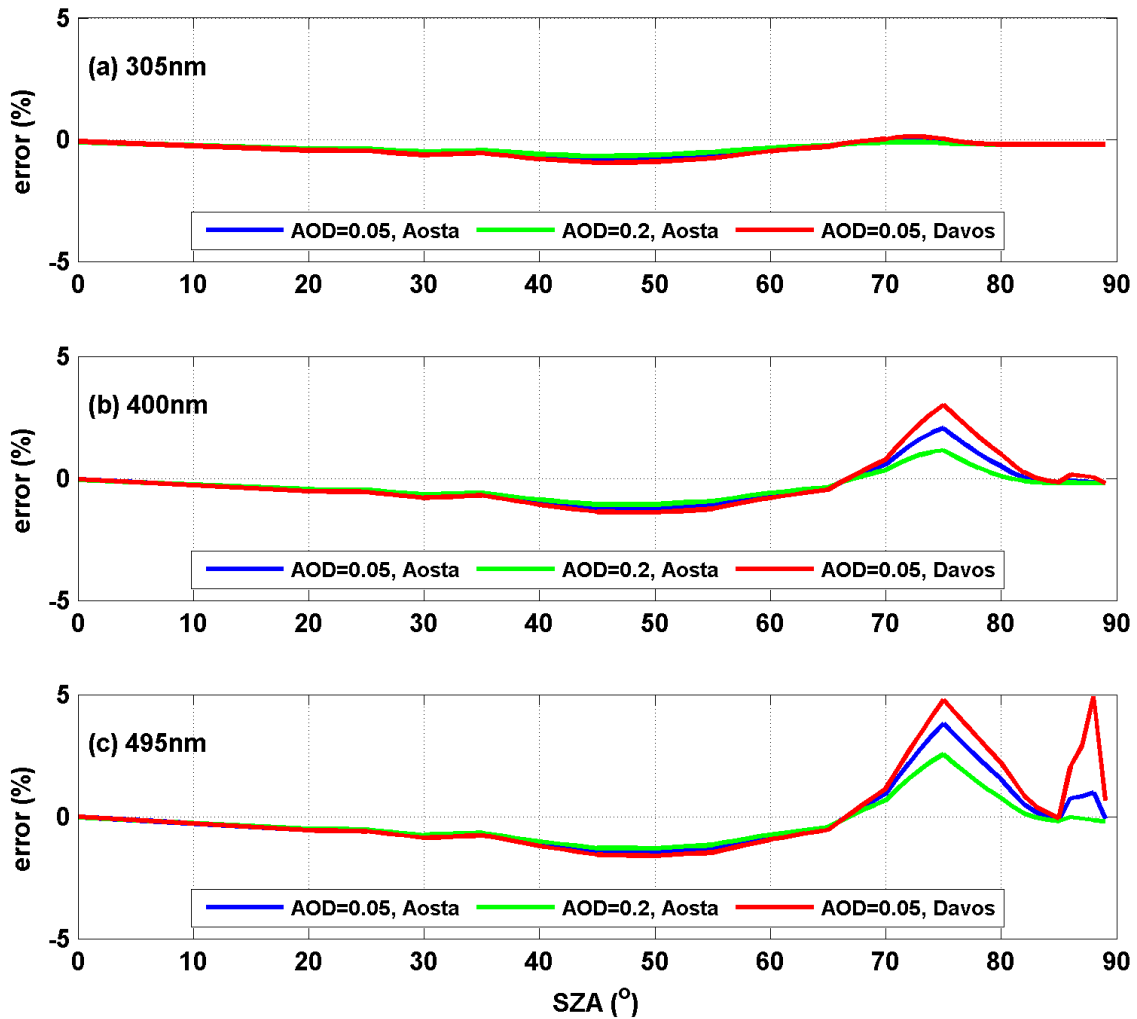 5
(a) 305nm
error (%)
0
AOD=0.05, Aosta AOD=0.2, Aosta AOD=0.05, Davos
-5
0 10 20 30 40 50 60 70 80 90
5
(b) 400nm
error (%)
0
AOD=0.05, Aosta AOD=0.2, Aosta AOD=0.05, Davos
-5
0 10 20 30 40 50 60 70 80 90
5
(c) 495nm
error (%)
0
AOD=0.05, Aosta AOD=0.2, Aosta AOD=0.05, Davos
-5
0 10 20 30 40 50 60 70 80 90
SZA (°)